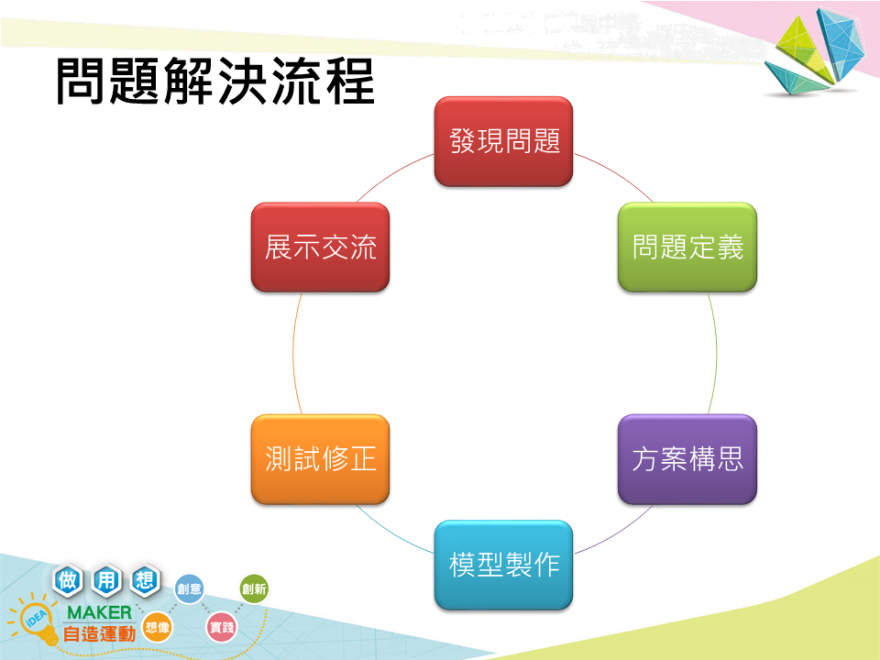 問題解決流程
發現問題
問題定義
方案構思
模型製作
測試修正
展示交流
做 用 想
創意
創新
IDEA
MAKER
自造運動
想像
實踐